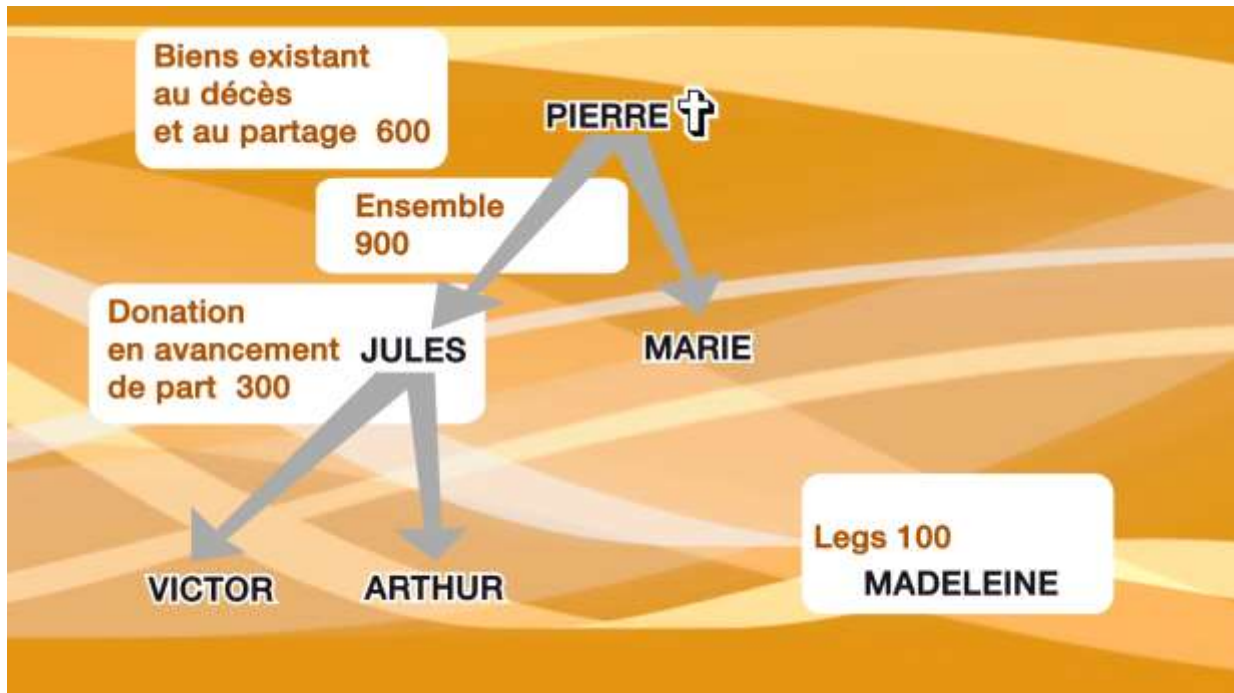 Biens existant
au décès
et au partage 600
PIERRE
Ensemble
900
Donation
en avancement
de part 300
JULES
MARIE
VICTOR
ARTHUR
Legs 100
MADELEINE